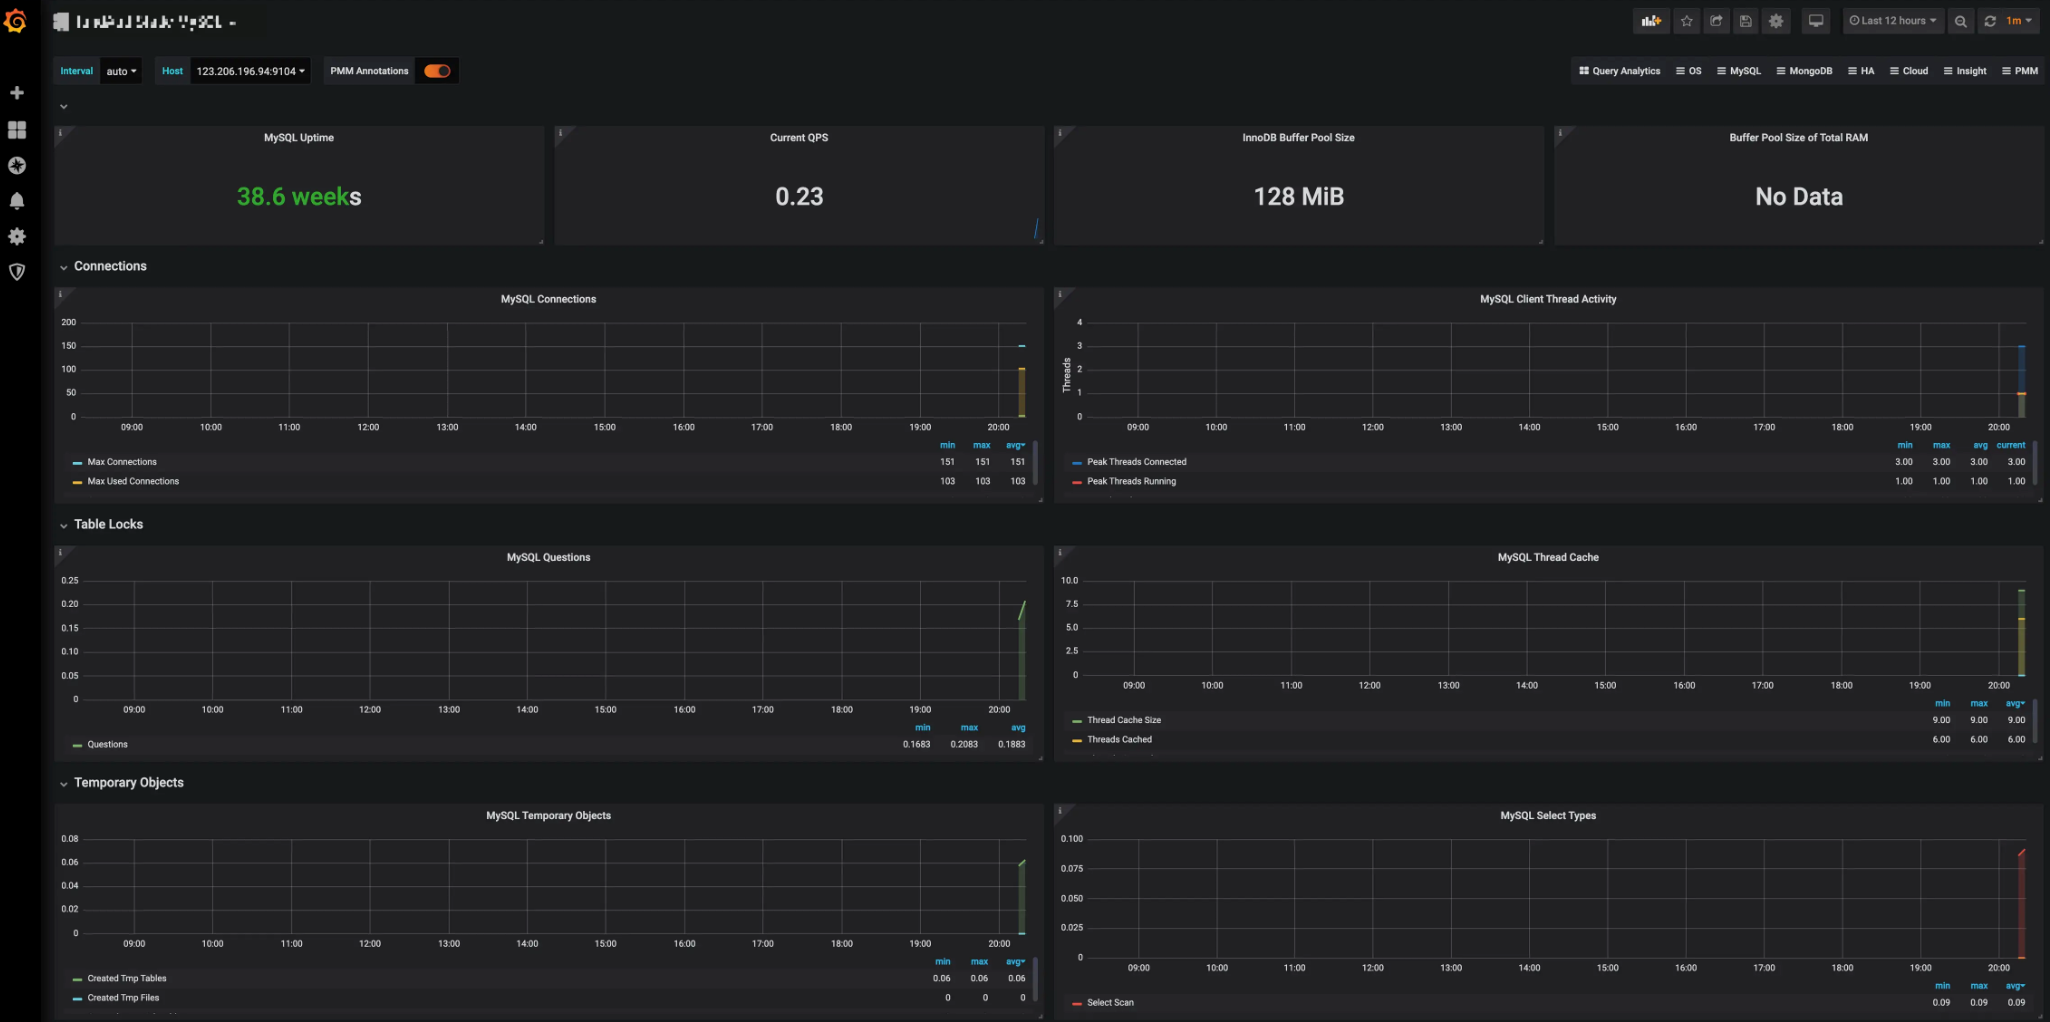 Last 12 hours 1m
Interval auto Host 123.206.196.94:9104 PMM Annotations Query Analytics OS MySQL MongoDB HA Cloud Insight PMM
MySQL Uptime
38.6 weeks
Current QPS
0.23
InnoDB Buffer Pool Size
128 MiB
Buffer Pool Size of Total RAM
No Data
Connections
MySQL Connections
200
150
100
50
0
09:00 10:00 11:00 12:00 13:00 14:00 15:00 16:00 17:00 18:00 19:00 20:00
min max avg
Max Connections 151 151 151
Max Used Connections 103 103 103
MySQL Client Thread Activity
Threads
4
3
2
1
0
09:00 10:00 11:00 12:00 13:00 14:00 15:00 16:00 17:00 18:00 19:00 20:00
min max avg current
Peak Threads Connected 3.00 3.00 3.00 3.00
Peak Threads Running 1.00 1.00 1.00 1.00
Table Locks
MySQL Questions
0.25
0.20
0.15
0.10
0.05
0
09:00 10:00 11:00 12:00 13:00 14:00 15:00 16:00 17:00 18:00 19:00 20:00
min max avg
Questions 0.1683 0.2083 0.1883
MySQL Thread Cache
10.0
7.5
5.0
2.5
0
09:00 10:00 11:00 12:00 13:00 14:00 15:00 16:00 17:00 18:00 19:00 20:00
min max avg
Thread Cache Size 9.00 9.00 9.00
Threads Cached 6.00 6.00 6.00
Temporary Objects
MySQL Temporary Objects
0.08
0.06
0.04
0.02
0
09:00 10:00 11:00 12:00 13:00 14:00 15:00 16:00 17:00 18:00 19:00 20:00
min max avg
Created Tmp Tables 0.06 0.06 0.06
Created Tmp Files 0 0 0
MySQL Select Types
0.100
0.075
0.050
0.025
0
09:00 10:00 11:00 12:00 13:00 14:00 15:00 16:00 17:00 18:00 19:00 20:00
min max avg
Select Scan 0.09 0.09 0.09